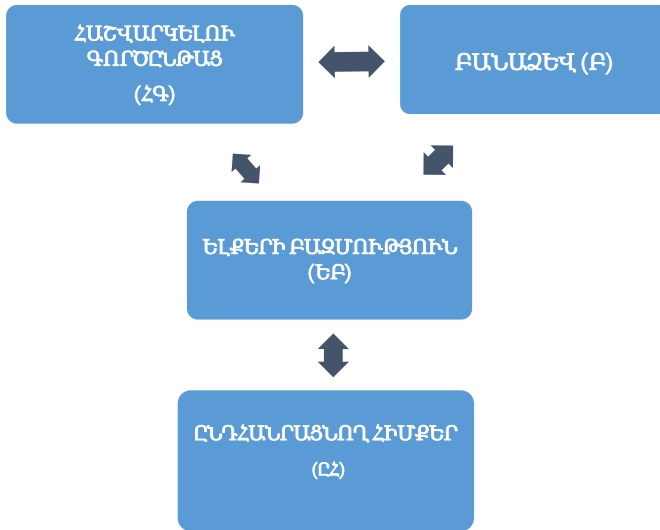 ՀԱՇՎԱՐԿԵԼՈՒ
ԳՈՐԾԸՆԹԱՑ
(ՀԳ)
ԲԱՆԱՁԵՎ (Բ)
ԵԼՔԵՐԻ ԲԱԶՄՈՒԹՅՈՒՆ
(ԵԲ)
ԸՆԴՀԱՆՐԱՑՆՈՂ ՀԻՄՔԵՐ
(ԸՀ)